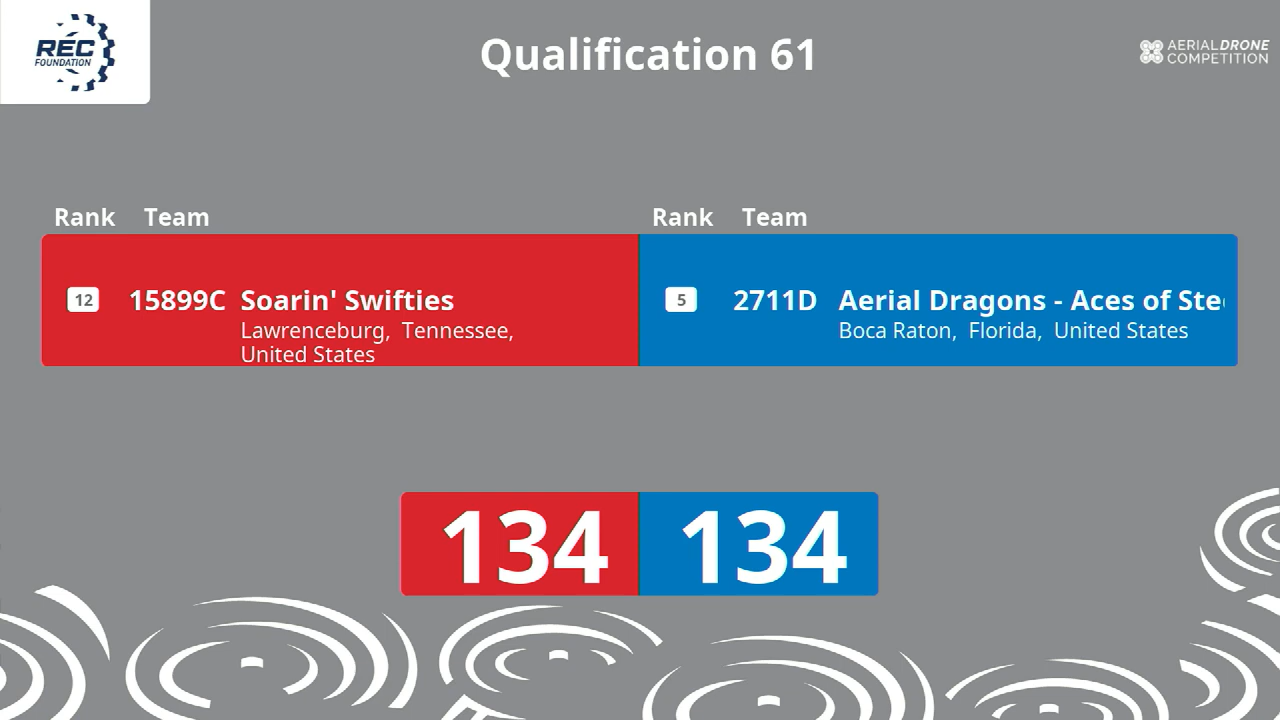 REC
FOUNDATION
Qualification 61
AERIALDRONE
COMPETITION
Rank Team
Rank Team
12 15899C Soarin' Swifties
Lawrenceburg, Tennessee,
United States
5 2711D Aerial Dragons - Aces of
Boca Raton, Florida, United States
134 134